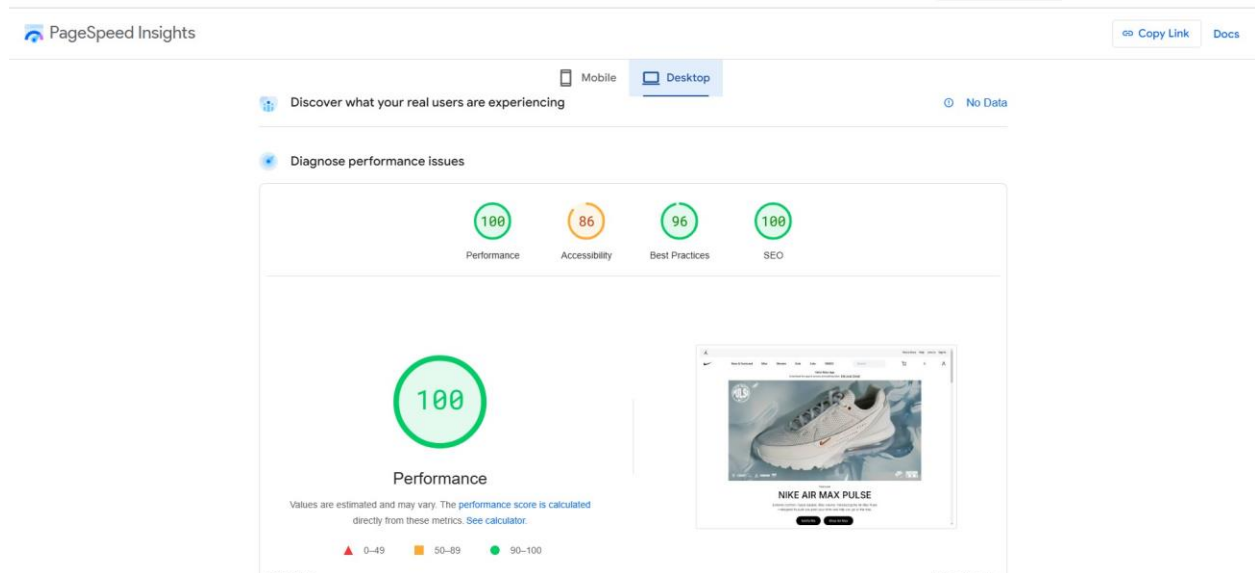 PageSpeed Insights
Copy Link
Docs
Mobile
Desktop
Discover what your real users are experiencing
No Data
Diagnose performance issues
100
86
96
100
Performance
Accessibility
Best Practices
SEO
100
Performance
Values are estimated and may vary. The performance score is calculated
directly from these metrics. See calculator.
0–49
50–89
90–100
NIKE AIR MAX PULSE